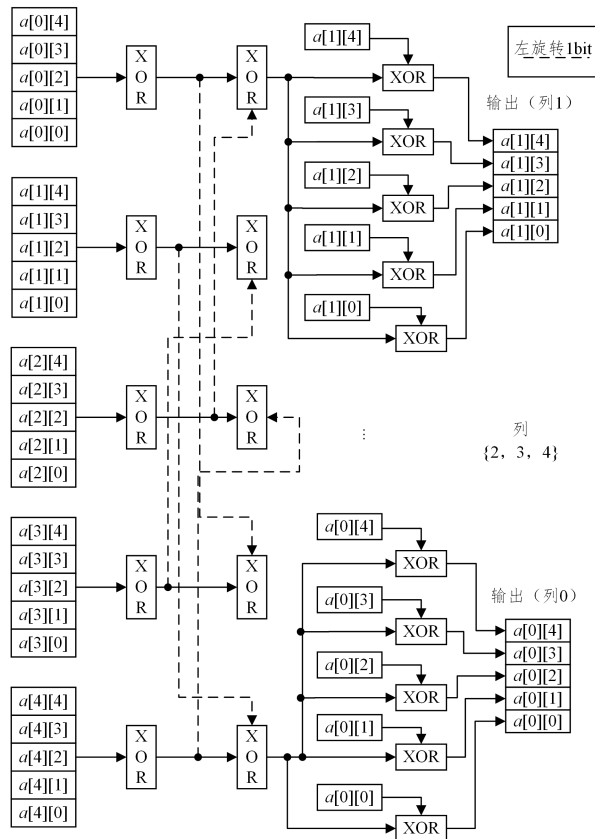 a[0][4]
a[0][3]
a[0][2]
a[0][1]
a[0][0]
XOR
XOR
a[1][4]
XOR
a[1][3]
XOR
a[1][2]
XOR
a[1][1]
XOR
a[1][0]
XOR
左旋转1bit
输出（列1）
a[1][4]
a[1][3]
a[1][2]
a[1][1]
a[1][0]
a[1][4]
a[1][3]
a[1][2]
a[1][1]
a[1][0]
XOR
XOR
a[2][4]
a[2][3]
a[2][2]
a[2][1]
a[2][0]
XOR
XOR
⋮
列
{2，3，4}
a[3][4]
a[3][3]
a[3][2]
a[3][1]
a[3][0]
XOR
XOR
a[4][4]
a[4][3]
a[4][2]
a[4][1]
a[4][0]
XOR
XOR
a[0][4]
XOR
a[0][3]
XOR
a[0][2]
XOR
a[0][1]
XOR
a[0][0]
XOR
输出（列0）
a[0][4]
a[0][3]
a[0][2]
a[0][1]
a[0][0]